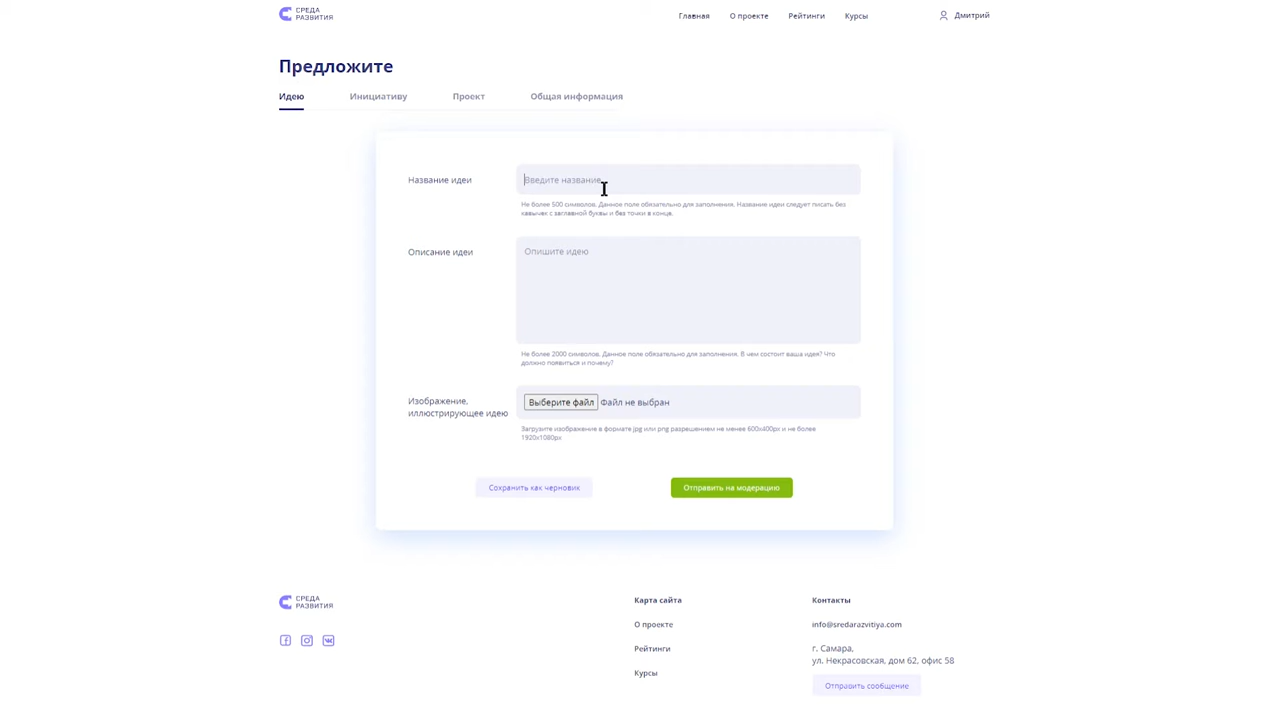 СРЕДА
РАЗВИТИЯ
Главная О проекте Рейтинги Курсы Дмитрий
Предложите
Идею Инициативу Проект Общая информация
Название идеи
Введите название
Не более 500 символов. Данное поле обязательно для заполнения. Название идеи следует писать без
кавычек с заглавной буквы и без точки в конце.
Описание идеи
Опишите идею
Не более 2000 символов. Данное поле обязательно для заполнения. В чем состоит ваша идея? Что
должно появиться и почему?
Изображение,
иллюстрирующее идею
Выберите файл Файл не выбран
Загрузите изображение в формате jpg или png разрешением не менее 600x400px и не более
1920x1080px
Сохранить как черновик Отправить на модерацию
СРЕДА
РАЗВИТИЯ
Карта сайта
О проекте
Рейтинги
Курсы
Контакты
info@sredarazvitiya.com
г. Самара,
ул. Некрасовская, дом 62, офис 58
Отправить сообщение